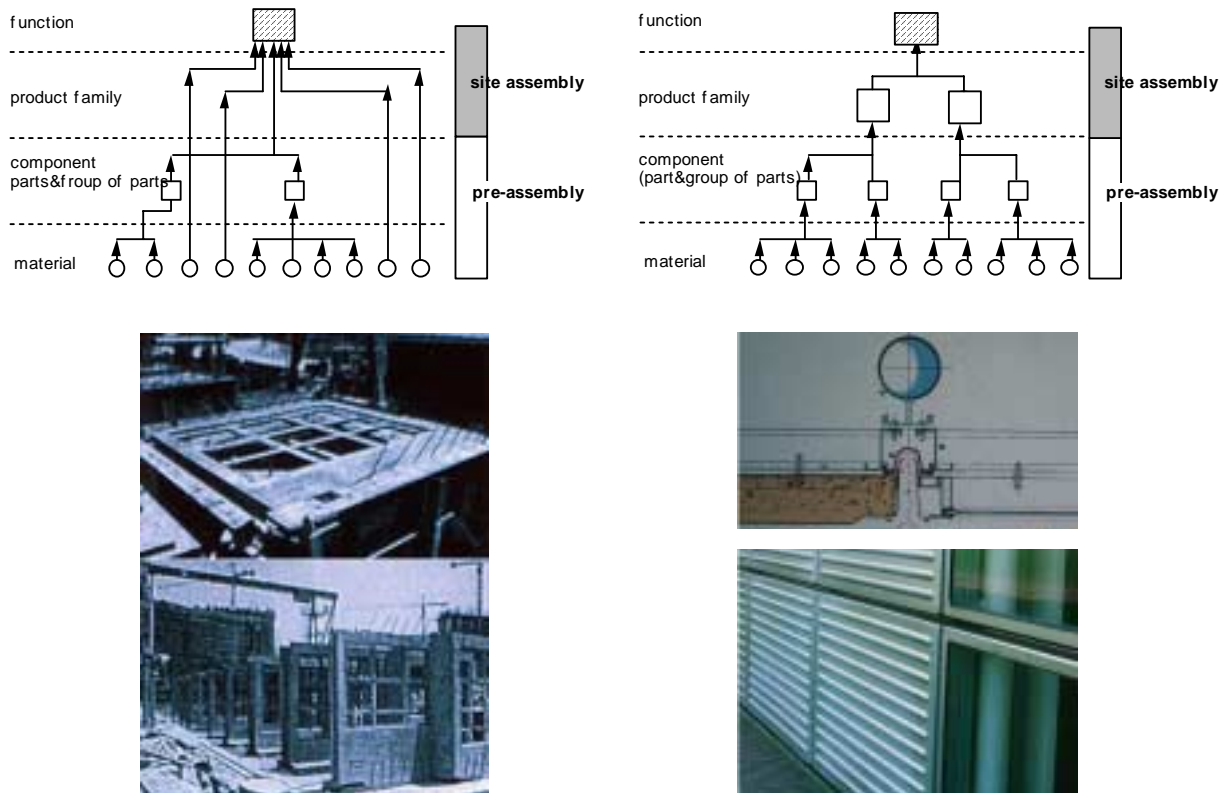 function
site assembly
product family
component
parts&froup of parts
pre-assembly
material
function
site assembly
product family
component
(part&group of parts)
pre-assembly
material